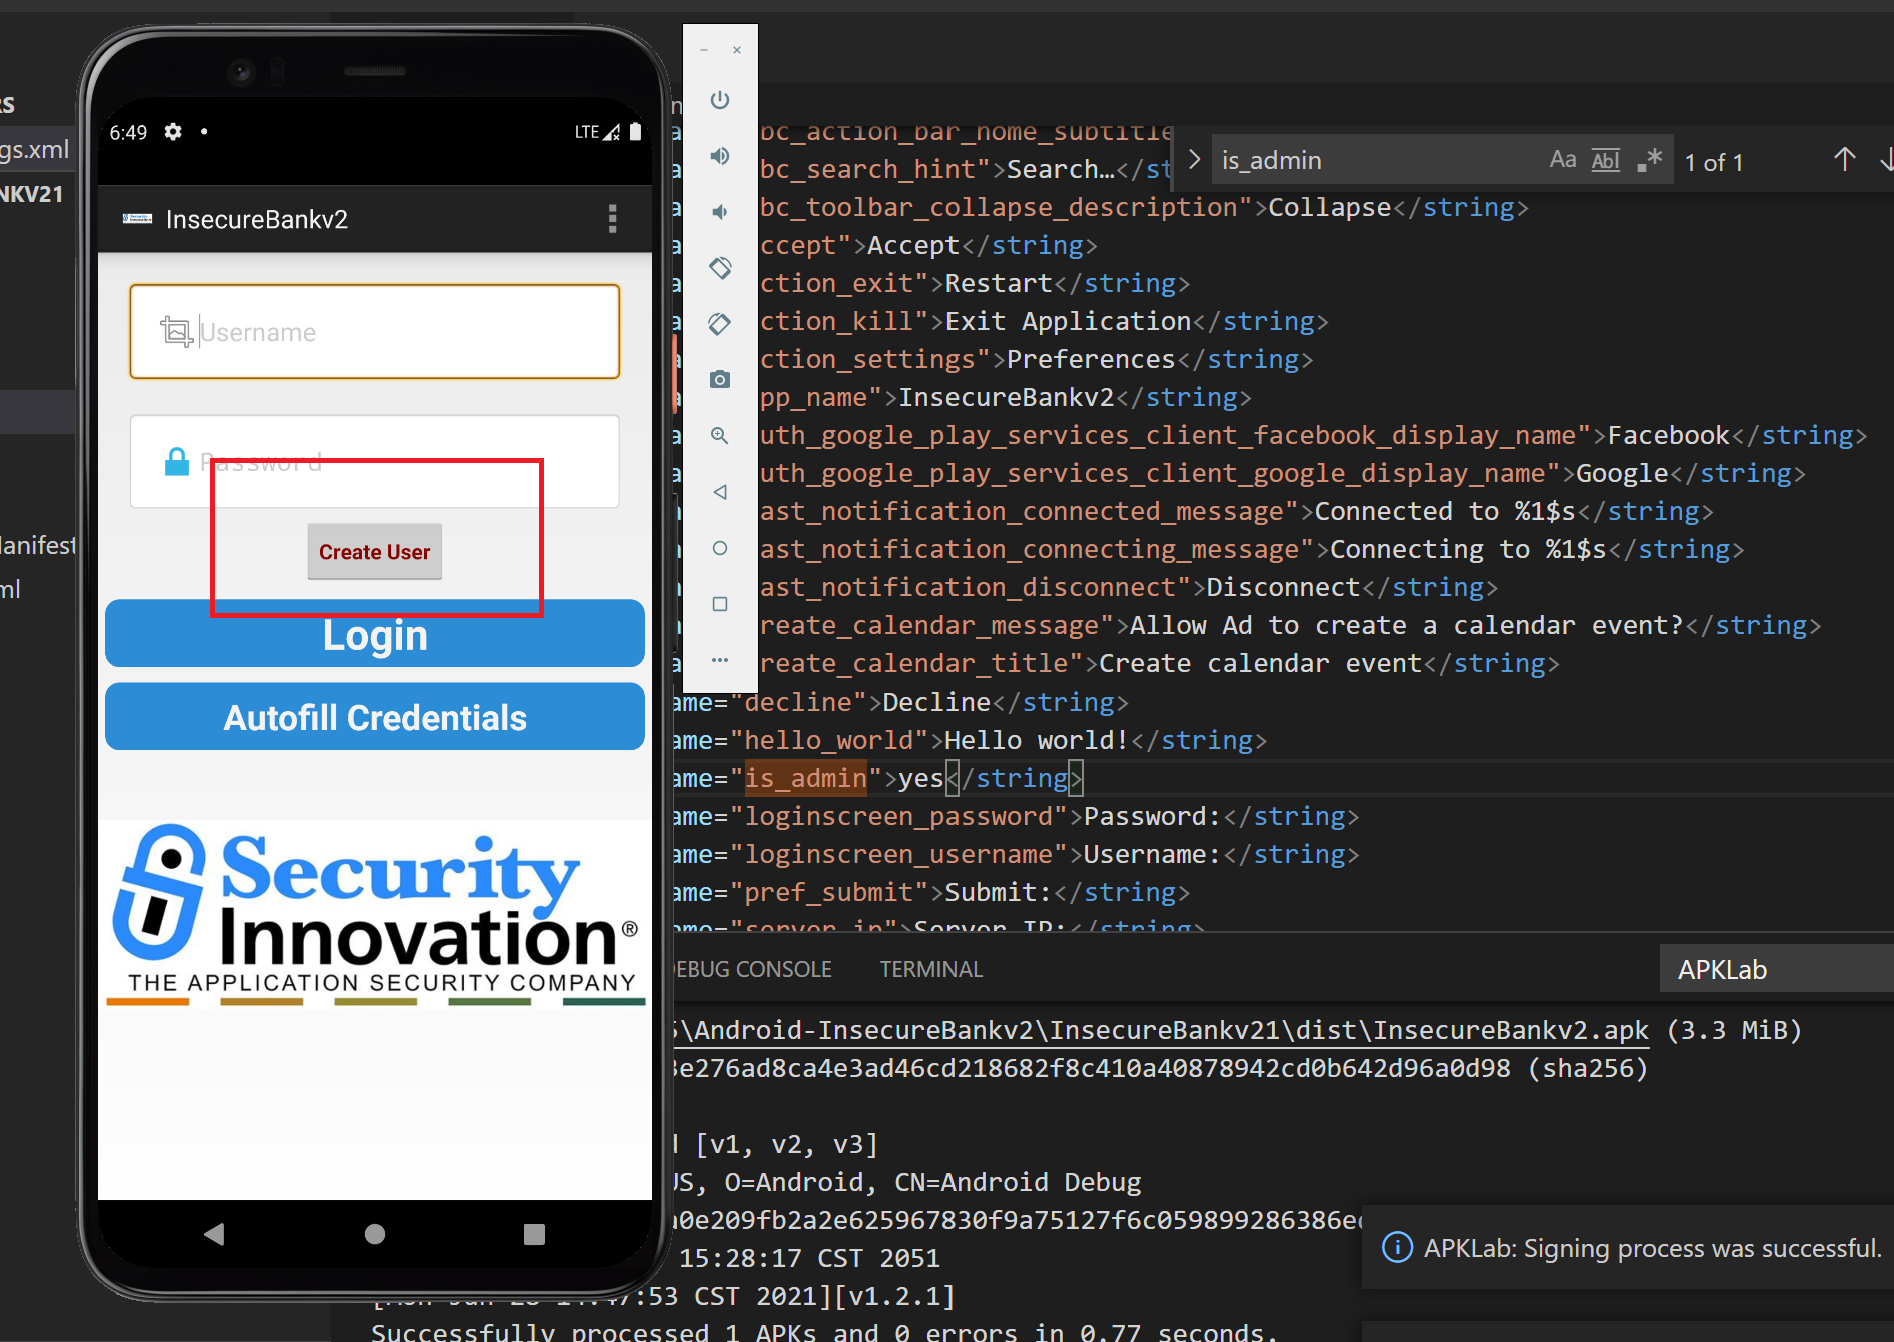 RS
gs.xml
NKV21
Manifest
ml
6:49
LTE
InsecureBankv2
Username
Password
Create User
Login
Autofill Credentials
Security
Innovation®
THE APPLICATION SECURITY COMPANY
is_admin
Aa
Abl
.*
1 of 1
bc_action_bar_home_subtitle
bc_search_hint">Search…</st
bc_toolbar_collapse_description">Collapse</string>
ccept">Accept</string>
ction_exit">Restart</string>
ction_kill">Exit Application</string>
ction_settings">Preferences</string>
pp_name">InsecureBankv2</string>
uth_google_play_services_client_facebook_display_name">Facebook</string>
uth_google_play_services_client_google_display_name">Google</string>
ast_notification_connected_message">Connected to %1$s</string>
ast_notification_connecting_message">Connecting to %1$s</string>
ast_notification_disconnect">Disconnect</string>
reate_calendar_message">Allow Ad to create a calendar event?</string>
reate_calendar_title">Create calendar event</string>
ame="decline">Decline</string>
ame="hello_world">Hello world!</string>
ame="is_admin">yes</string>
ame="loginscreen_password">Password:</string>
ame="loginscreen_username">Username:</string>
ame="pref_submit">Submit:</string>
ame="server_ip">Server IP:</string>
DEBUG CONSOLE
TERMINAL
APKLab
\Android-InsecureBankv2\InsecureBankv21\dist\InsecureBankv2.apk (3.3 MiB)
e276ad8ca4e3ad46cd218682f8c410a40878942cd0b642d96a0d98 (sha256)
[v1, v2, v3]
US, O=Android, CN=Android Debug
0e209fb2a2e625967830f9a75127f6c059899286386e
15:28:17 CST 2051
:53 CST 2021][v1.2.1]
Successfully processed 1 APKs and 0 errors in 0.77 seconds.
APKLab: Signing process was successful.